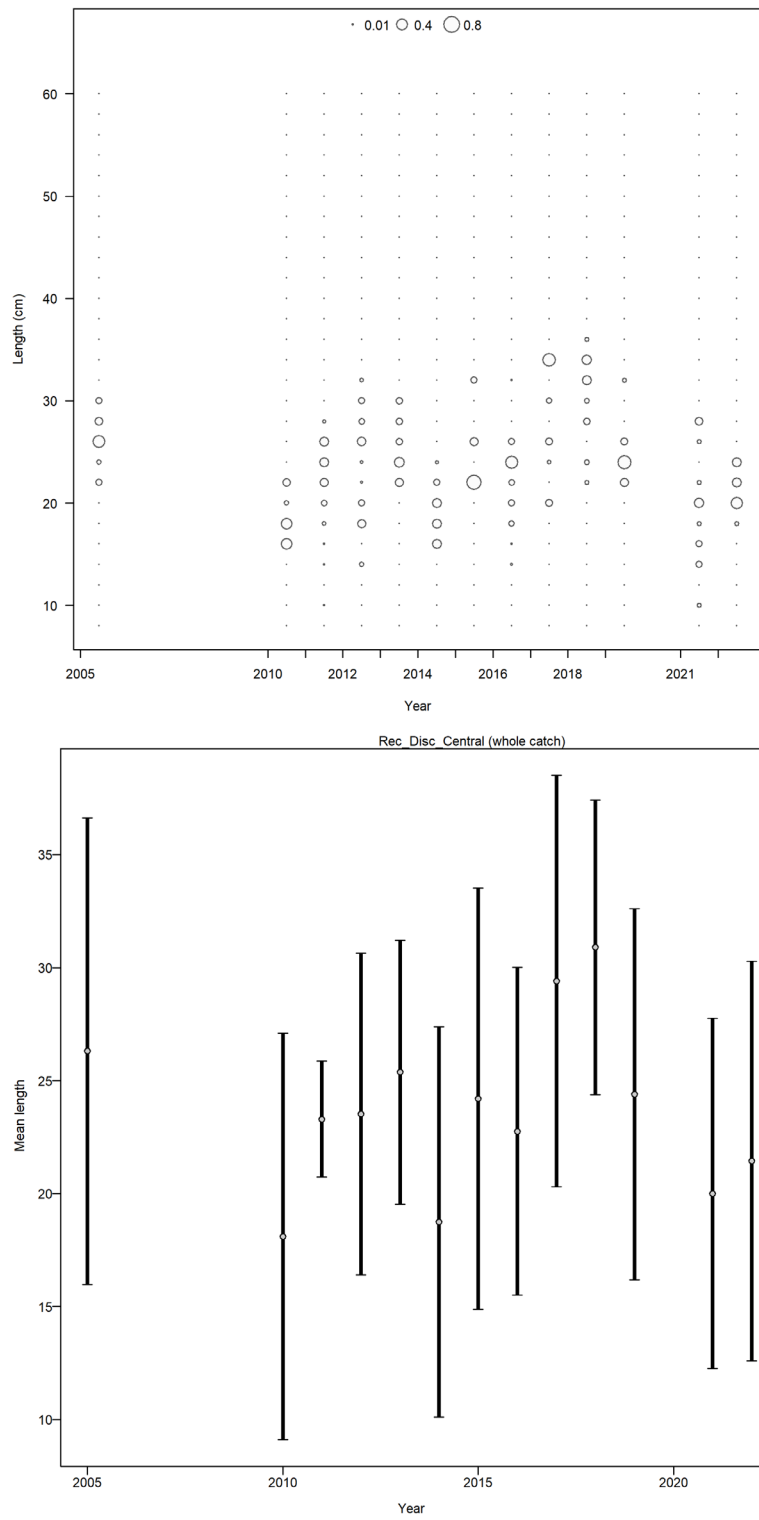 0.01 0.4 0.8
60
50
40
30
20
10
Length (cm)
2005 2010 2012 2014 2016 2018 2021
Year
Rec_Disc_Central (whole catch)
35
30
25
20
15
10
Mean length
2005 2010 2015 2020
Year